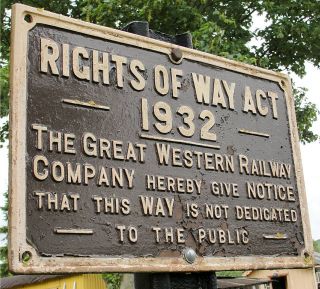 RIGHTS OF WAY ACT
1932
THE GREAT WESTERN RAILWAY
COMPANY HEREBY GIVE NOTICE
THAT THIS WAY IS NOT DEDICATED
TO THE PUBLIC